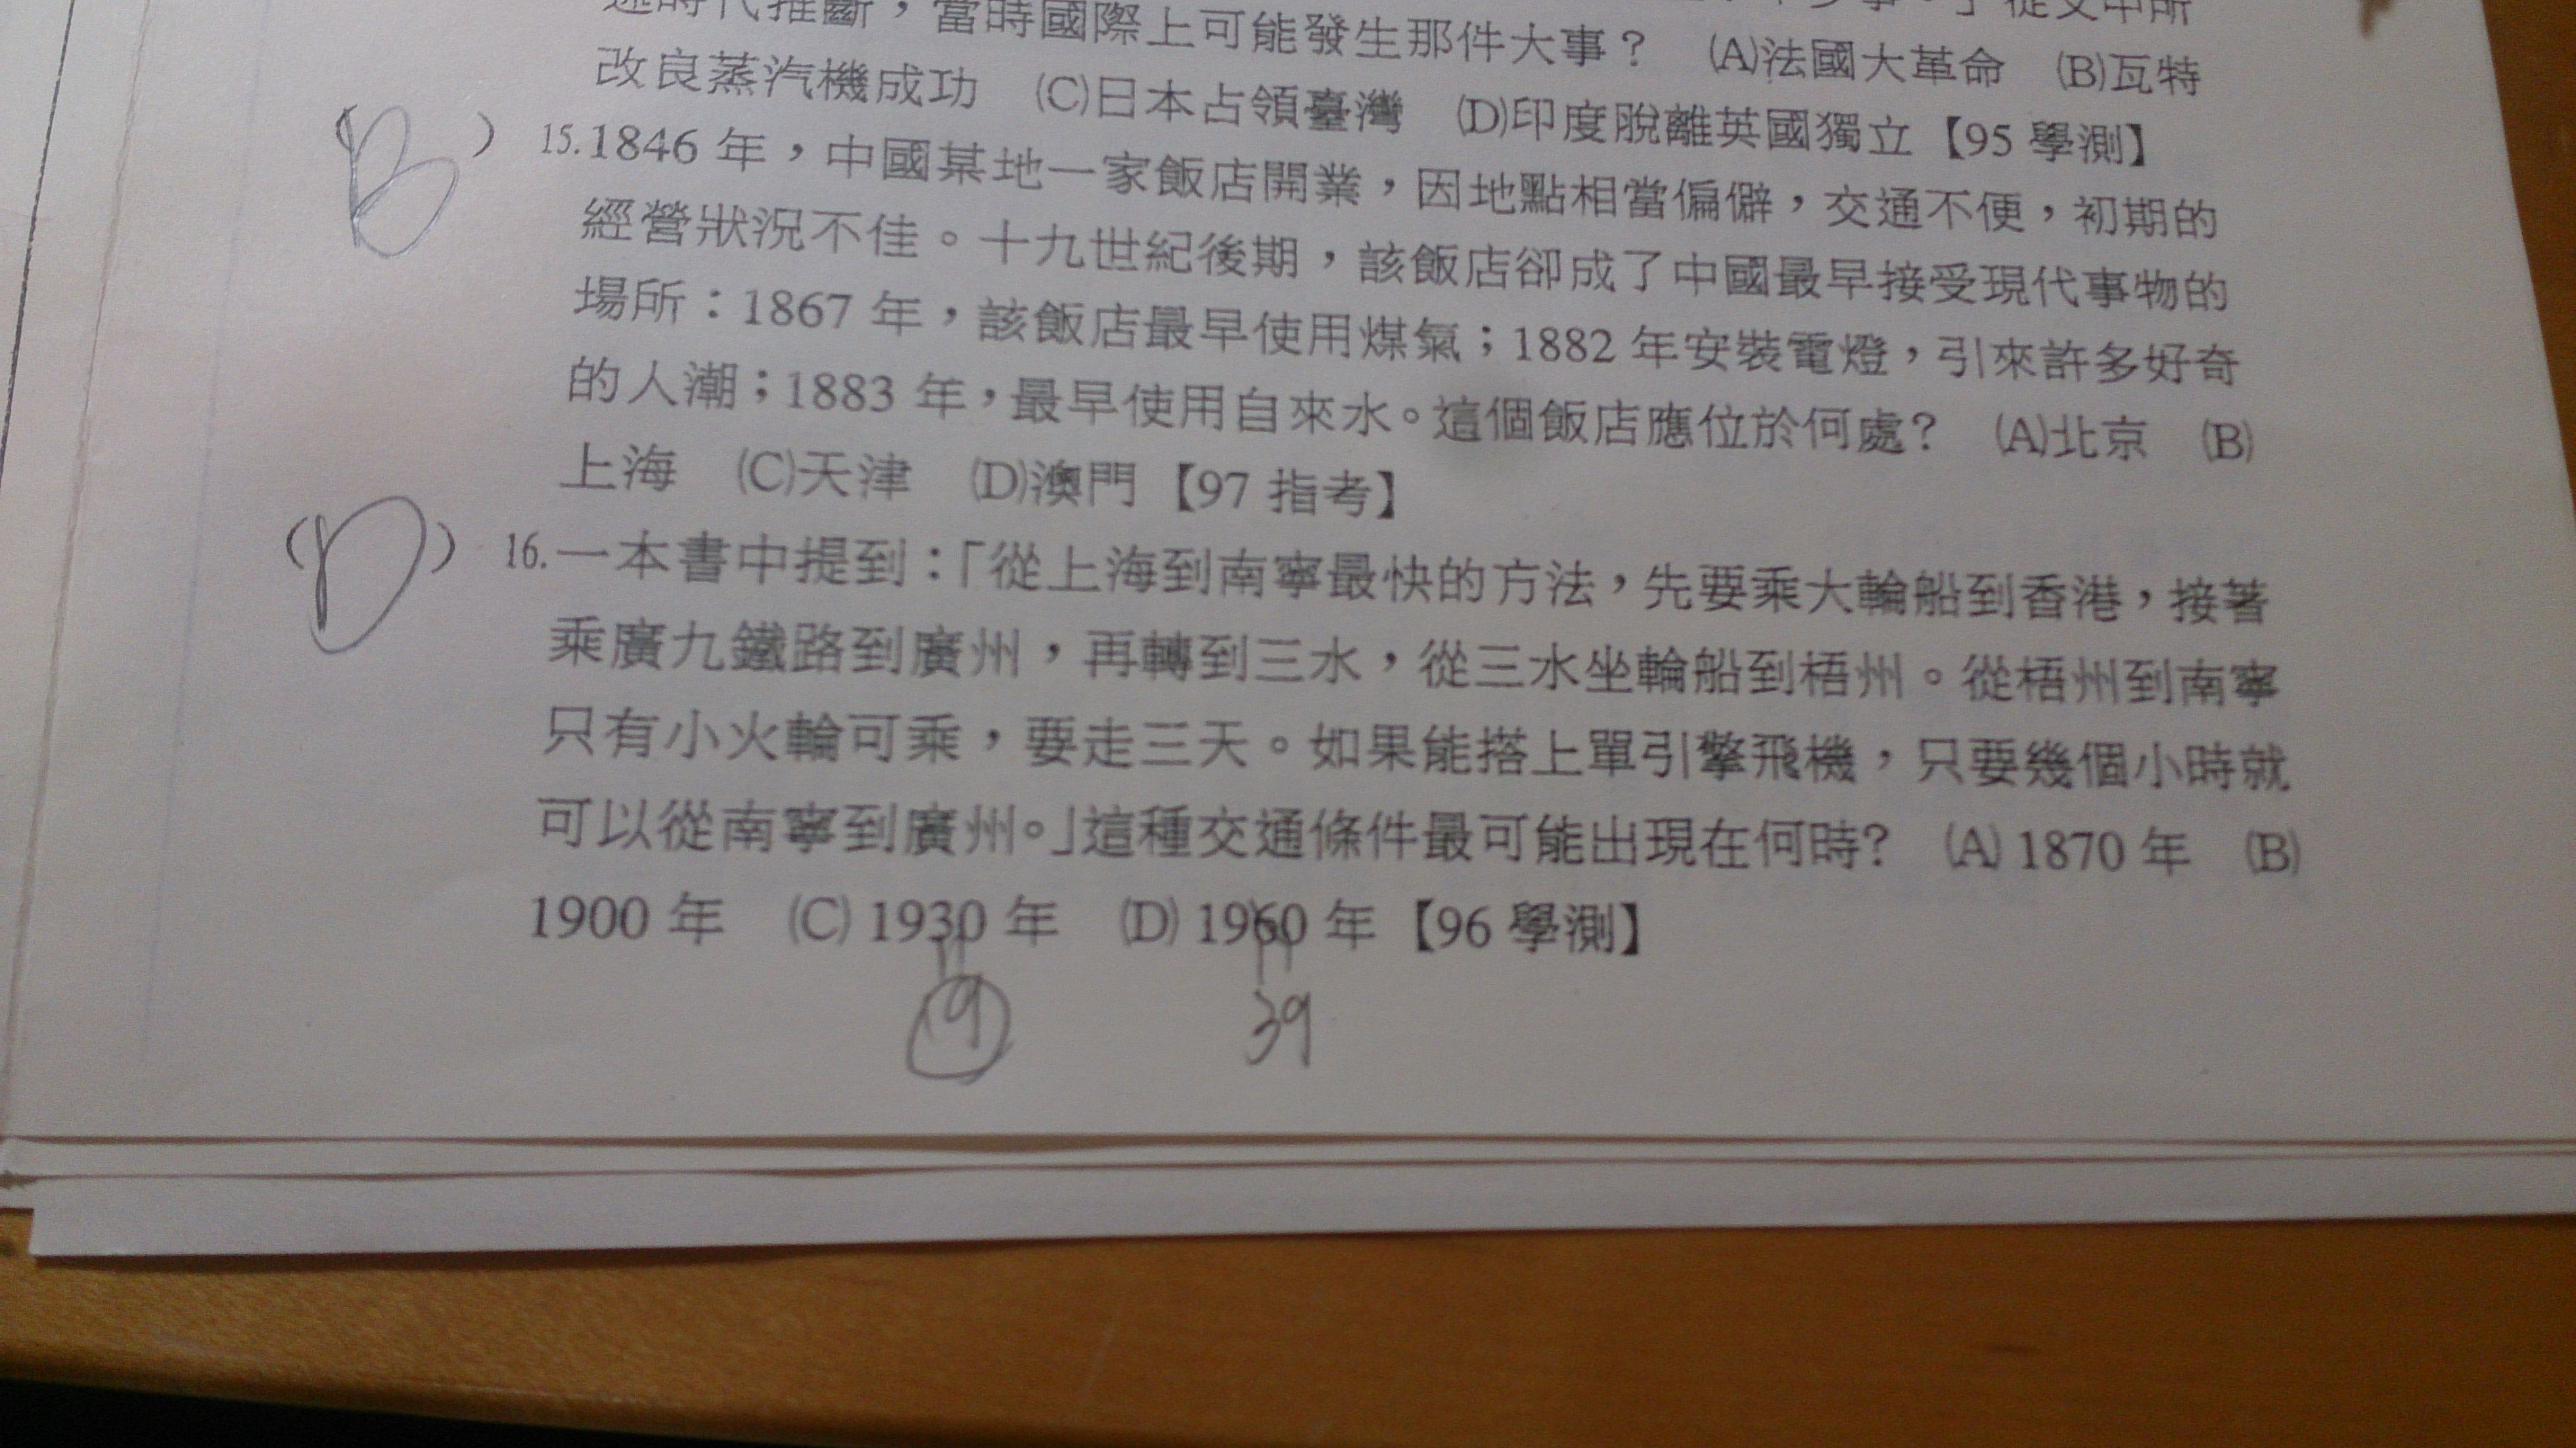 述時代推斷，當時國際上可能發生那件大事？ (A)法國大革命 (B)瓦特
改良蒸汽機成功 (C)日本占領臺灣 (D)印度脫離英國獨立【95 學測】
(B) 15.1846 年，中國某地一家飯店開業，因地點相當偏僻，交通不便，初期的
經營狀況不佳。十九世紀後期，該飯店卻成了中國最早接受現代事物的
場所：1867 年，該飯店最早使用煤氣；1882 年安裝電燈，引來許多好奇
的人潮；1883 年，最早使用自來水。這個飯店應位於何處？ (A)北京 (B)
上海 (C)天津 (D)澳門【97 指考】
(D) 16.一本書中提到：「從上海到南寧最快的方法，先要乘大輪船到香港，接著
乘廣九鐵路到廣州，再轉到三水，從三水坐輪船到梧州。從梧州到南寧
只有小火輪可乘，要走三天。如果能搭上單引擎飛機，只要幾個小時就
可以從南寧到廣州。」這種交通條件最可能出現在何時？ (A) 1870 年 (B)
1900 年 (C) 1930 年 (D) 1960 年【96 學測】
19 39